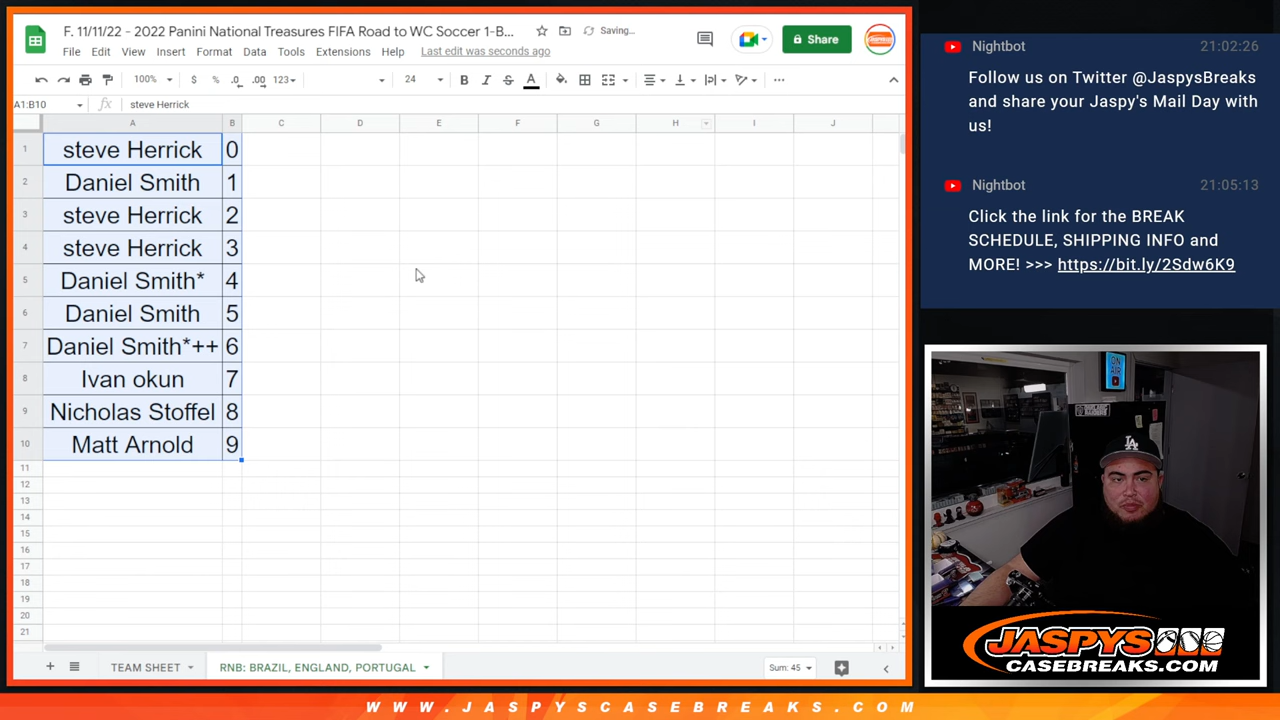 F. 11/11/22 - 2022 Panini National Treasures FIFA Road to WC Soccer 1-B...
Saving...
File Edit View Insert Format Data Tools Extensions Help Last edit was seconds ago
Share
100% $ % .0 .00 123 24 B I S A
A1:B10 fx steve Herrick
A B C D E F G H I J
1 steve Herrick 0
2 Daniel Smith 1
3 steve Herrick 2
4 steve Herrick 3
5 Daniel Smith* 4
6 Daniel Smith 5
7 Daniel Smith*++ 6
8 Ivan okun 7
9 Nicholas Stoffel 8
10 Matt Arnold 9
11
12
13
14
15
16
17
18
19
20
21
+ TEAM SHEET RNB: BRAZIL, ENGLAND, PORTUGAL Sum: 45
Nightbot 21:02:26
Follow us on Twitter @JaspysBreaks
and share your Jaspy's Mail Day with
us!
Nightbot 21:05:13
Click the link for the BREAK
SCHEDULE, SHIPPING INFO and
MORE! >>> https://bit.ly/2Sdw6K9
ON
AIR
LA
JASPYS
CASEBREAKS.COM
WWW.JASPYSCASEBREAKS.COM